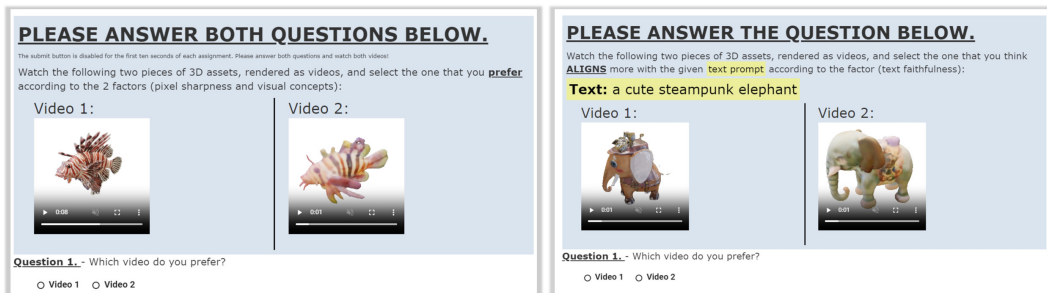 PLEASE ANSWER BOTH QUESTIONS BELOW.
The submit button is disabled for the first ten seconds of each assignment. Please answer both questions and watch both videos!
Watch the following two pieces of 3D assets, rendered as videos, and select the one that you prefer
according to the 2 factors (pixel sharpness and visual concepts):
Video 1:
Video 2:
0:08
0:01
Question 1. - Which video do you prefer?
Video 1 Video 2
PLEASE ANSWER THE QUESTION BELOW.
Watch the following two pieces of 3D assets, rendered as videos, and select the one that you think
ALIGNS more with the given text prompt according to the factor (text faithfulness):
Text: a cute steampunk elephant
Video 1:
Video 2:
0:01
0:01
Question 1. - Which video do you prefer?
Video 1 Video 2